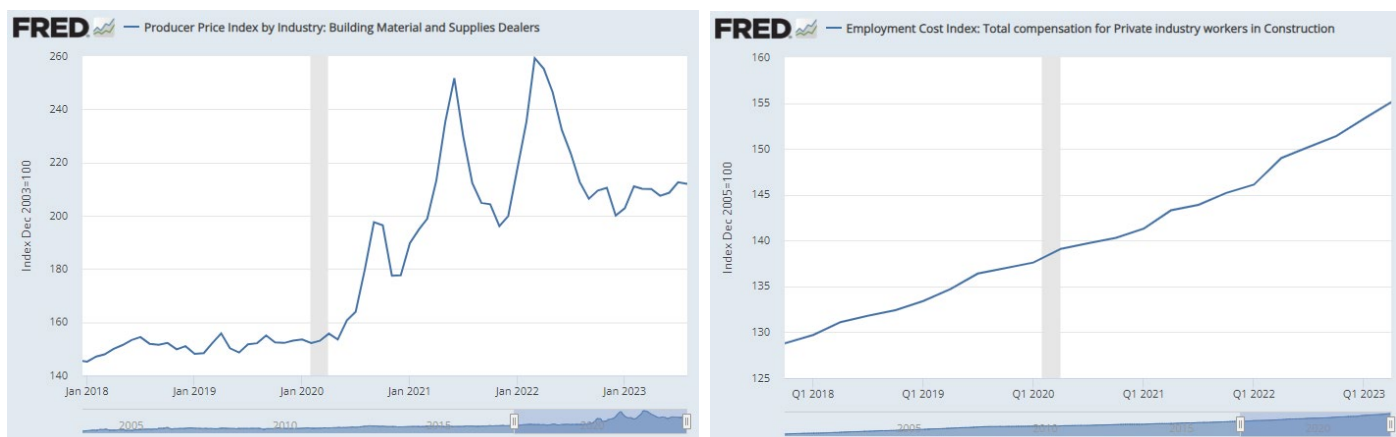 FRED — Producer Price Index by Industry: Building Material and Supplies Dealers
260
240
220
200
180
160
140
Index Dec 2003=100
Jan 2018 Jan 2019 Jan 2020 Jan 2021 Jan 2022 Jan 2023
2005 2010 2015 2020
FRED — Employment Cost Index: Total compensation for Private industry workers in Construction
160
155
150
145
140
135
130
125
Index Dec 2005=100
Q1 2018 Q1 2019 Q1 2020 Q1 2021 Q1 2022 Q1 2023
2005 2010 2015 2020